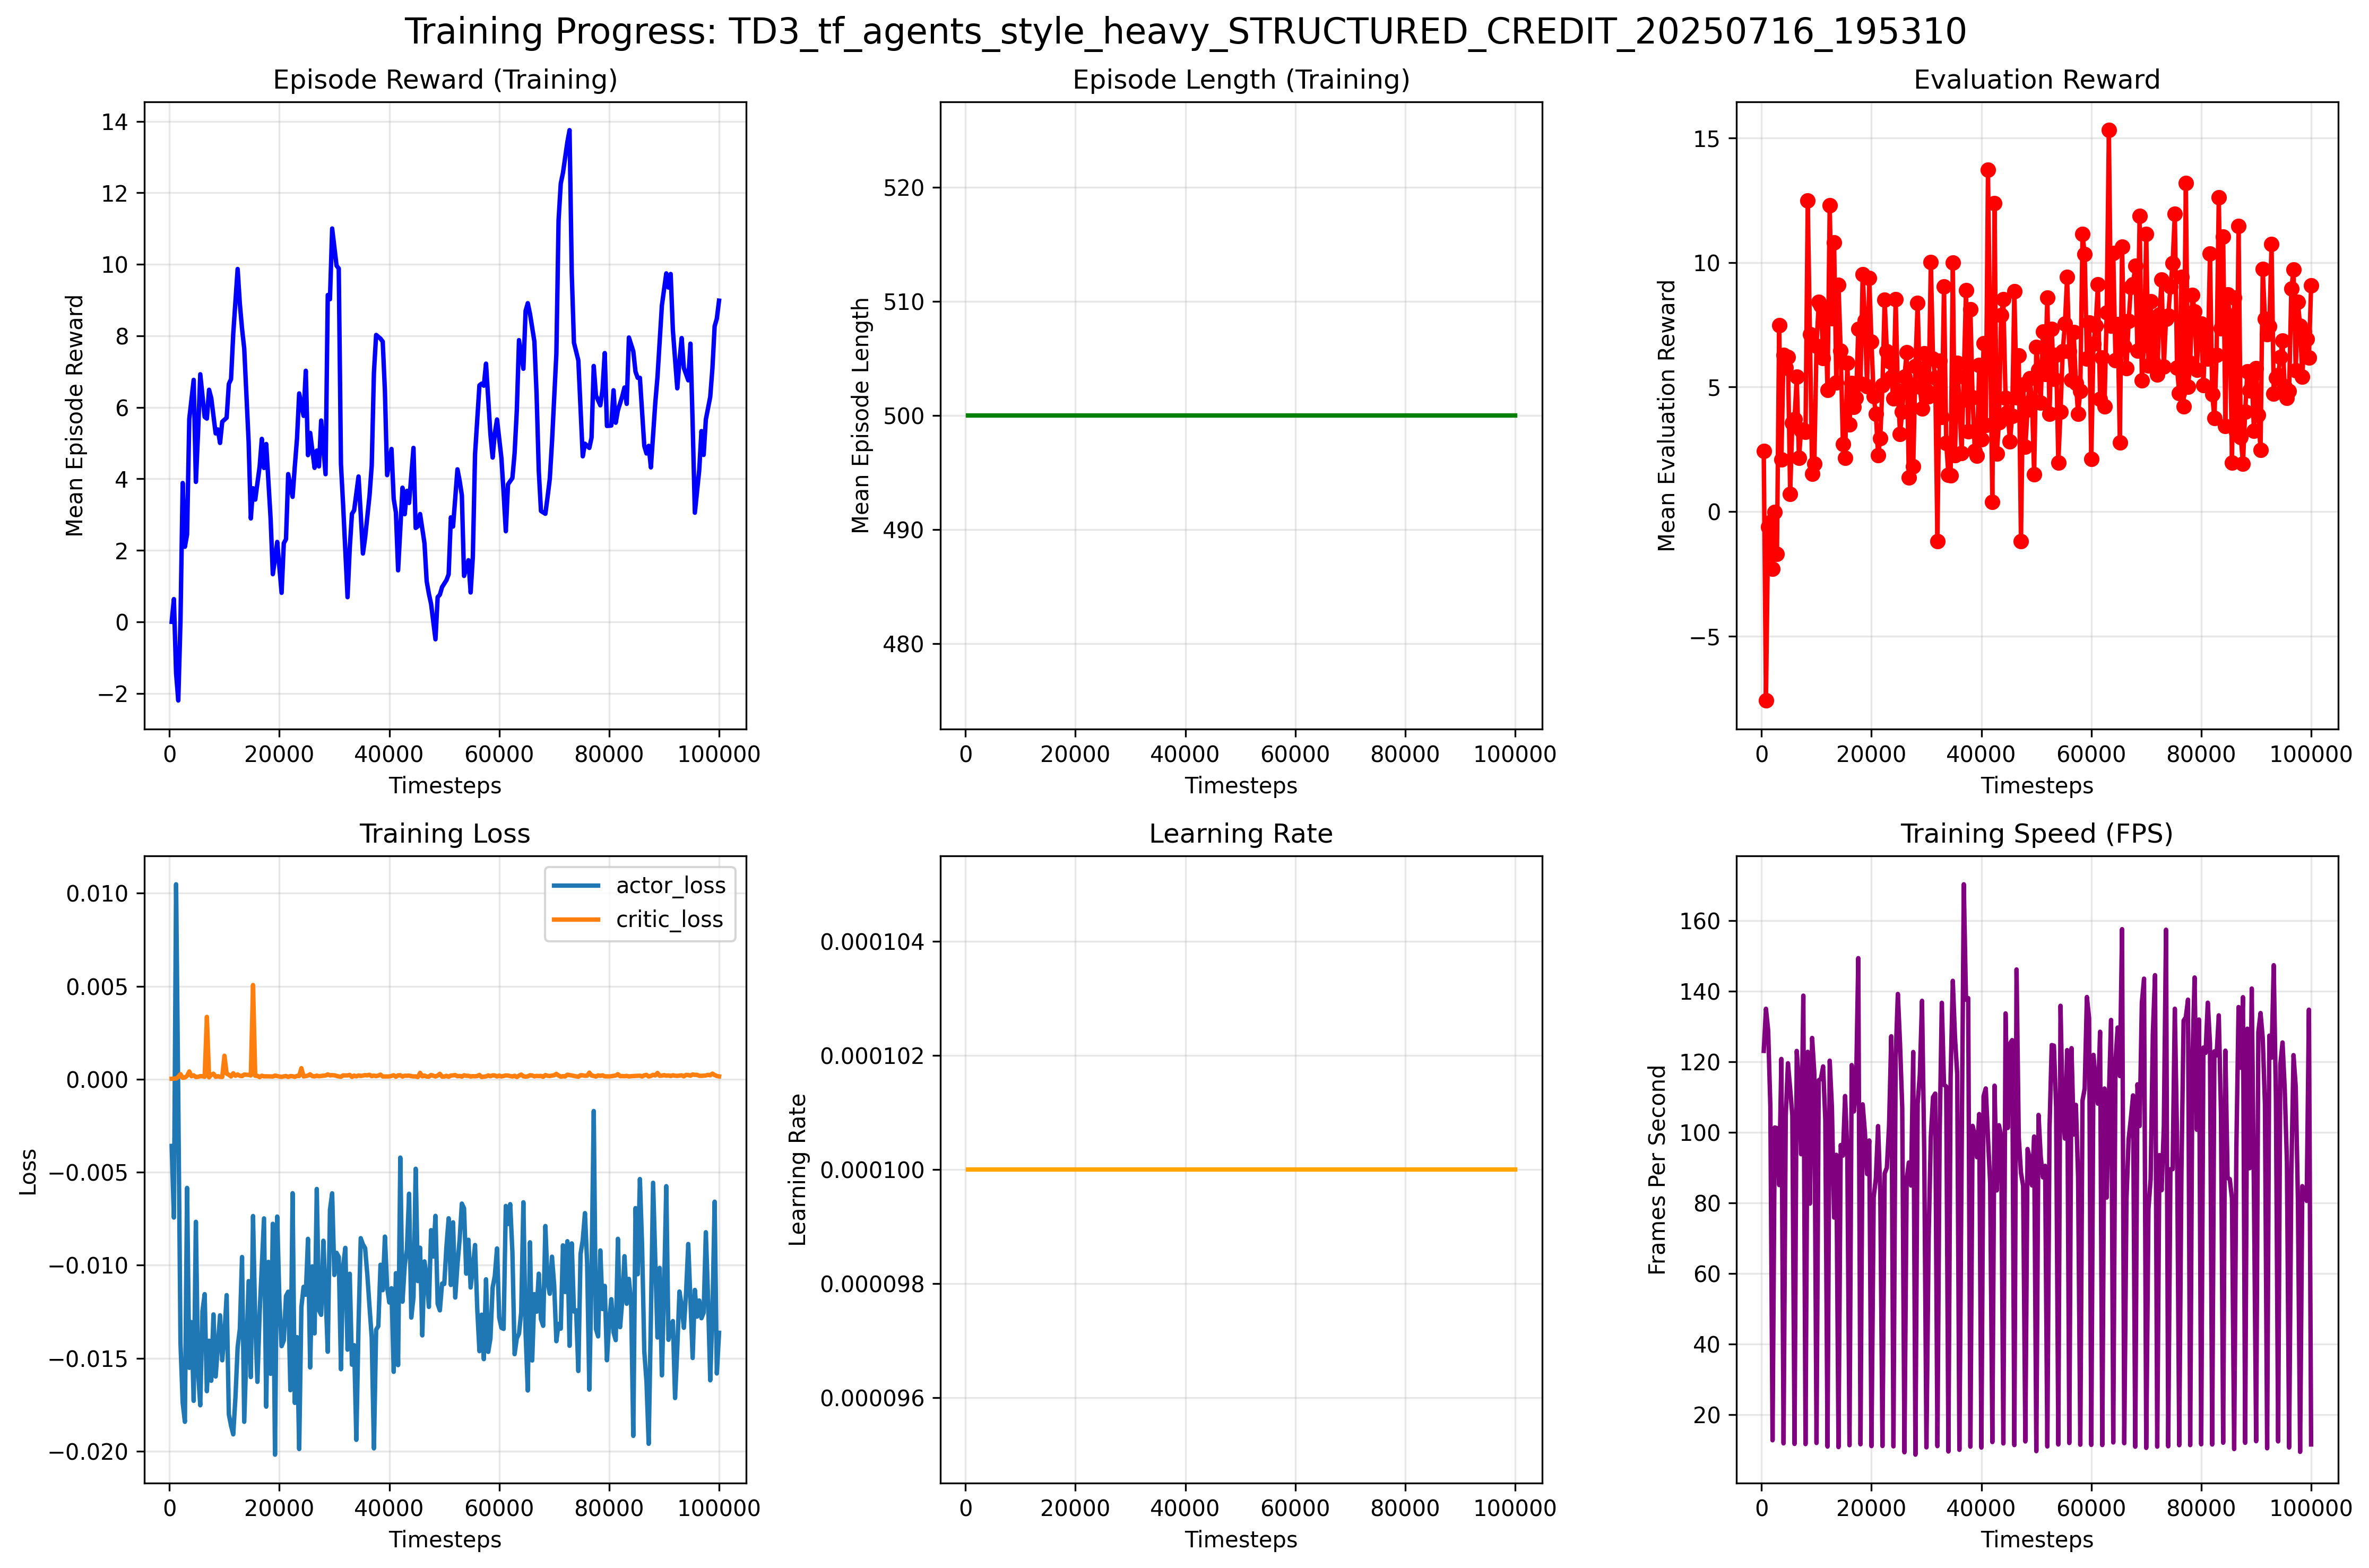 Training Progress: TD3_tf_agents_style_heavy_STRUCTURED_CREDIT_20250716_195310
Episode Reward (Training)
14
12
10
8
6
4
2
0
−2
Mean Episode Reward
0 20000 40000 60000 80000 100000
Timesteps
Episode Length (Training)
520
510
500
490
480
Mean Episode Length
0 20000 40000 60000 80000 100000
Timesteps
Evaluation Reward
15
10
5
0
−5
Mean Evaluation Reward
0 20000 40000 60000 80000 100000
Timesteps
Training Loss
actor_loss
critic_loss
0.010
0.005
0.000
−0.005
−0.010
−0.015
−0.020
Loss
0 20000 40000 60000 80000 100000
Timesteps
Learning Rate
0.000104
0.000102
0.000100
0.000098
0.000096
Learning Rate
0 20000 40000 60000 80000 100000
Timesteps
Training Speed (FPS)
160
140
120
100
80
60
40
20
Frames Per Second
0 20000 40000 60000 80000 100000
Timesteps